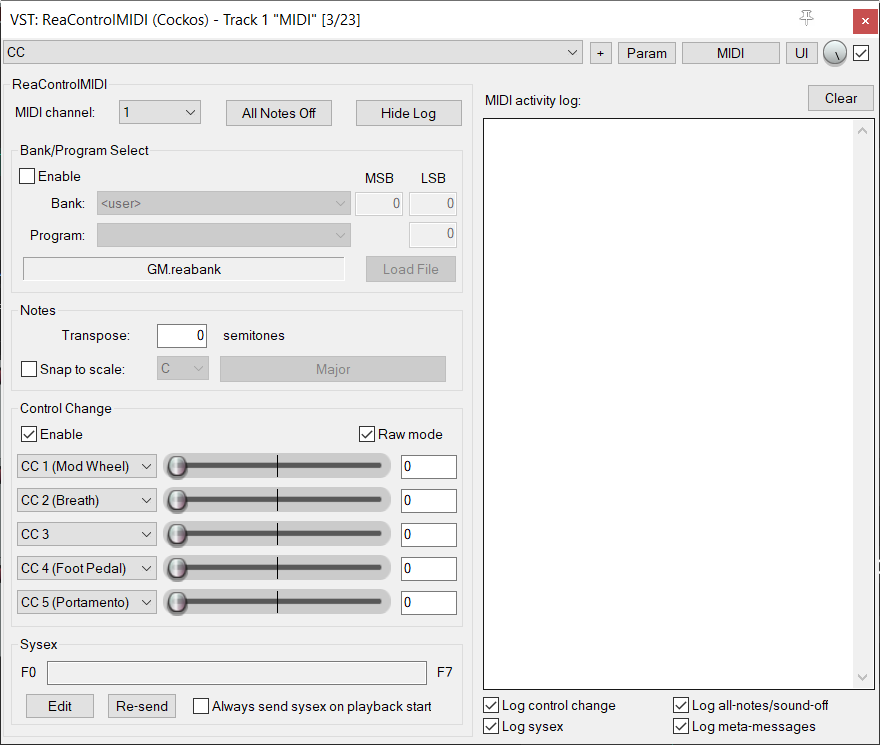 VST: ReaControlMIDI (Cockos) - Track 1 "MIDI" [3/23]
CC
+
Param
MIDI
UI
ReaControlMIDI
MIDI channel:
1
All Notes Off
Hide Log
Bank/Program Select
Enable
MSB
LSB
Bank:
<user>
0
0
Program:
0
GM.reabank
Load File
Notes
Transpose:
0
semitones
Snap to scale:
C
Major
Control Change
Enable
Raw mode
CC 1 (Mod Wheel)
0
CC 2 (Breath)
0
CC 3
0
CC 4 (Foot Pedal)
0
CC 5 (Portamento)
0
Sysex
F0
F7
Edit
Re-send
Always send sysex on playback start
MIDI activity log:
Clear
Log control change
Log all-notes/sound-off
Log sysex
Log meta-messages